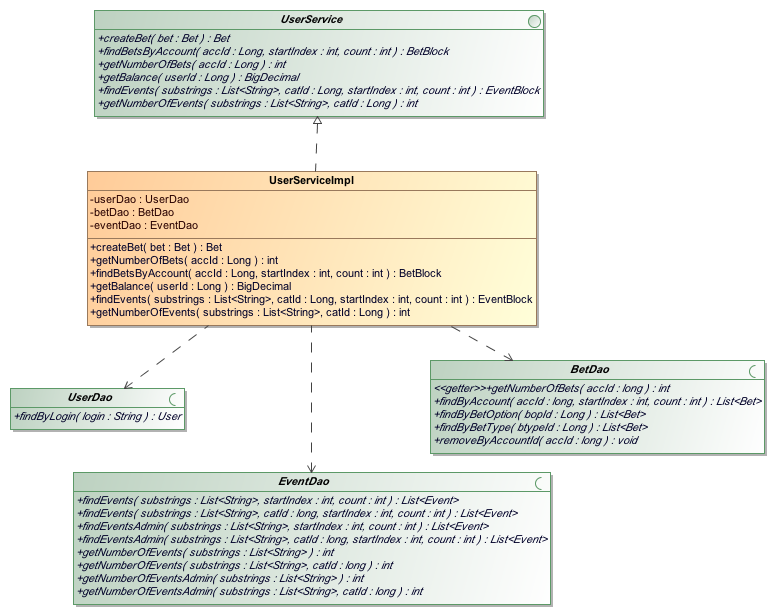 UserService
+createBet( bet : Bet ) : Bet
+findBetsByAccount( accId : Long, startIndex : int, count : int ) : BetBlock
+getNumberOfBets( accId : Long ) : int
+getBalance( userId : Long ) : BigDecimal
+findEvents( substrings : List<String>, catId : Long, startIndex : int, count : int ) : EventBlock
+getNumberOfEvents( substrings : List<String>, catId : Long ) : int
UserServiceImpl
-userDao : UserDao
-betDao : BetDao
-eventDao : EventDao
+createBet( bet : Bet ) : Bet
+getNumberOfBets( accId : Long ) : int
+findBetsByAccount( accId : Long, startIndex : int, count : int ) : BetBlock
+getBalance( userId : Long ) : BigDecimal
+findEvents( substrings : List<String>, catId : Long, startIndex : int, count : int ) : EventBlock
+getNumberOfEvents( substrings : List<String>, catId : Long ) : int
UserDao
+findByLogin( login : String ) : User
BetDao
<<getter>>+getNumberOfBets( accId : long ) : int
+findByAccount( accId : long, startIndex : int, count : int ) : List<Bet>
+findByBetOption( bopId : Long ) : List<Bet>
+findByBetType( btypeId : Long ) : List<Bet>
+removeByAccountId( accId : long ) : void
EventDao
+findEvents( substrings : List<String>, startIndex : int, count : int ) : List<Event>
+findEvents( substrings : List<String>, catId : long, startIndex : int, count : int ) : List<Event>
+findEventsAdmin( substrings : List<String>, startIndex : int, count : int ) : List<Event>
+findEventsAdmin( substrings : List<String>, catId : long, startIndex : int, count : int ) : List<Event>
+getNumberOfEvents( substrings : List<String> ) : int
+getNumberOfEvents( substrings : List<String>, catId : long ) : int
+getNumberOfEventsAdmin( substrings : List<String> ) : int
+getNumberOfEventsAdmin( substrings : List<String>, catId : long ) : int